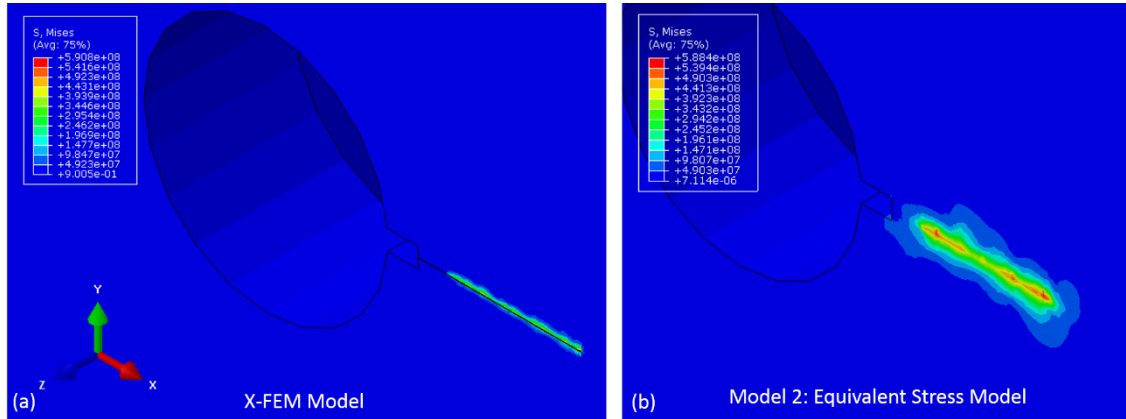 S, Mises
(Avg: 75%)
+5.908e+08
+5.416e+08
+4.923e+08
+4.431e+08
+3.939e+08
+3.446e+08
+2.954e+08
+2.462e+08
+1.969e+08
+1.477e+08
+9.847e+07
+4.923e+07
+9.005e-01
Y
Z
X
(a)
X-FEM Model
S, Mises
(Avg: 75%)
+5.884e+08
+5.394e+08
+4.903e+08
+4.413e+08
+3.923e+08
+3.432e+08
+2.942e+08
+2.452e+08
+1.961e+08
+1.471e+08
+9.807e+07
+4.903e+07
+7.114e-06
(b)
Model 2: Equivalent Stress Model